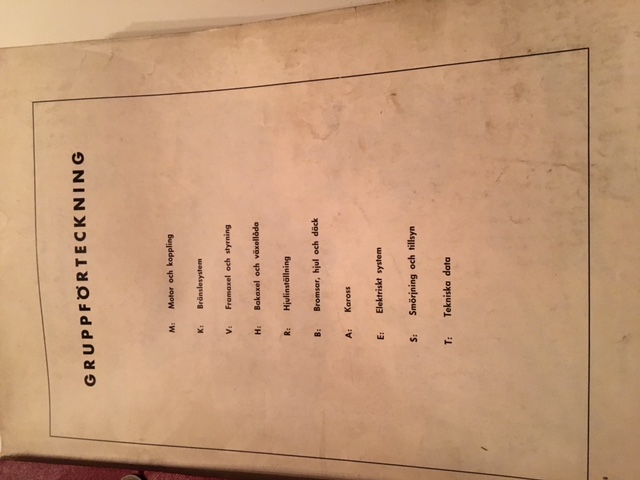 GRUPPFÖRTECKNING
M: Motor och koppling
K: Bränslesystem
V: Framaxel och styrning
H: Bakaxel och växellåda
R: Hjulinställning
B: Bromsar, hjul och däck
A: Kaross
E: Elektriskt system
S: Smörjning och tillsyn
T: Tekniska data